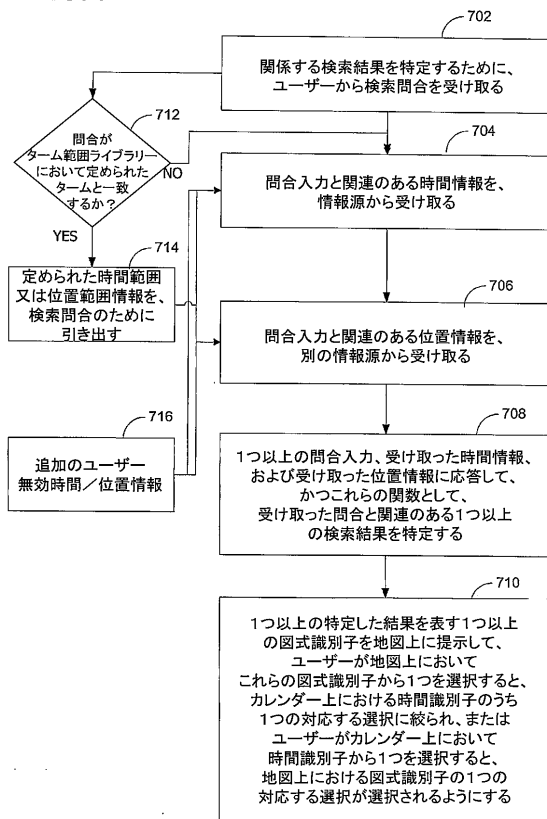 702
関係する検索結果を特定するために、
ユーザーから検索問合を受け取る
712
問合が
ターム範囲ライブラリー
において定められた
タームと一致
するか?
NO
YES
704
問合入力と関連のある時間情報を、
情報源から受け取る
714
定められた時間範囲
又は位置範囲情報を、
検索問合のために
引き出す
706
問合入力と関連のある位置情報を、
別の情報源から受け取る
716
追加のユーザー
無効時間/位置情報
708
1つ以上の問合入力、受け取った時間情報、
および受け取った位置情報に応答して、
かつこれらの関数として、
受け取った問合と関連のある1つ以上
の検索結果を特定する
710
1つ以上の特定した結果を表す1つ以上
の図式識別子を地図上に提示して、
ユーザーが地図上において
これらの図式識別子から1つを選択すると、
カレンダー上における時間識別子のうち
1つの対応する選択に絞られ、または
ユーザーがカレンダー上において
時間識別子から1つを選択すると、
地図上における図式識別子の1つの
対応する選択が選択されるようにする